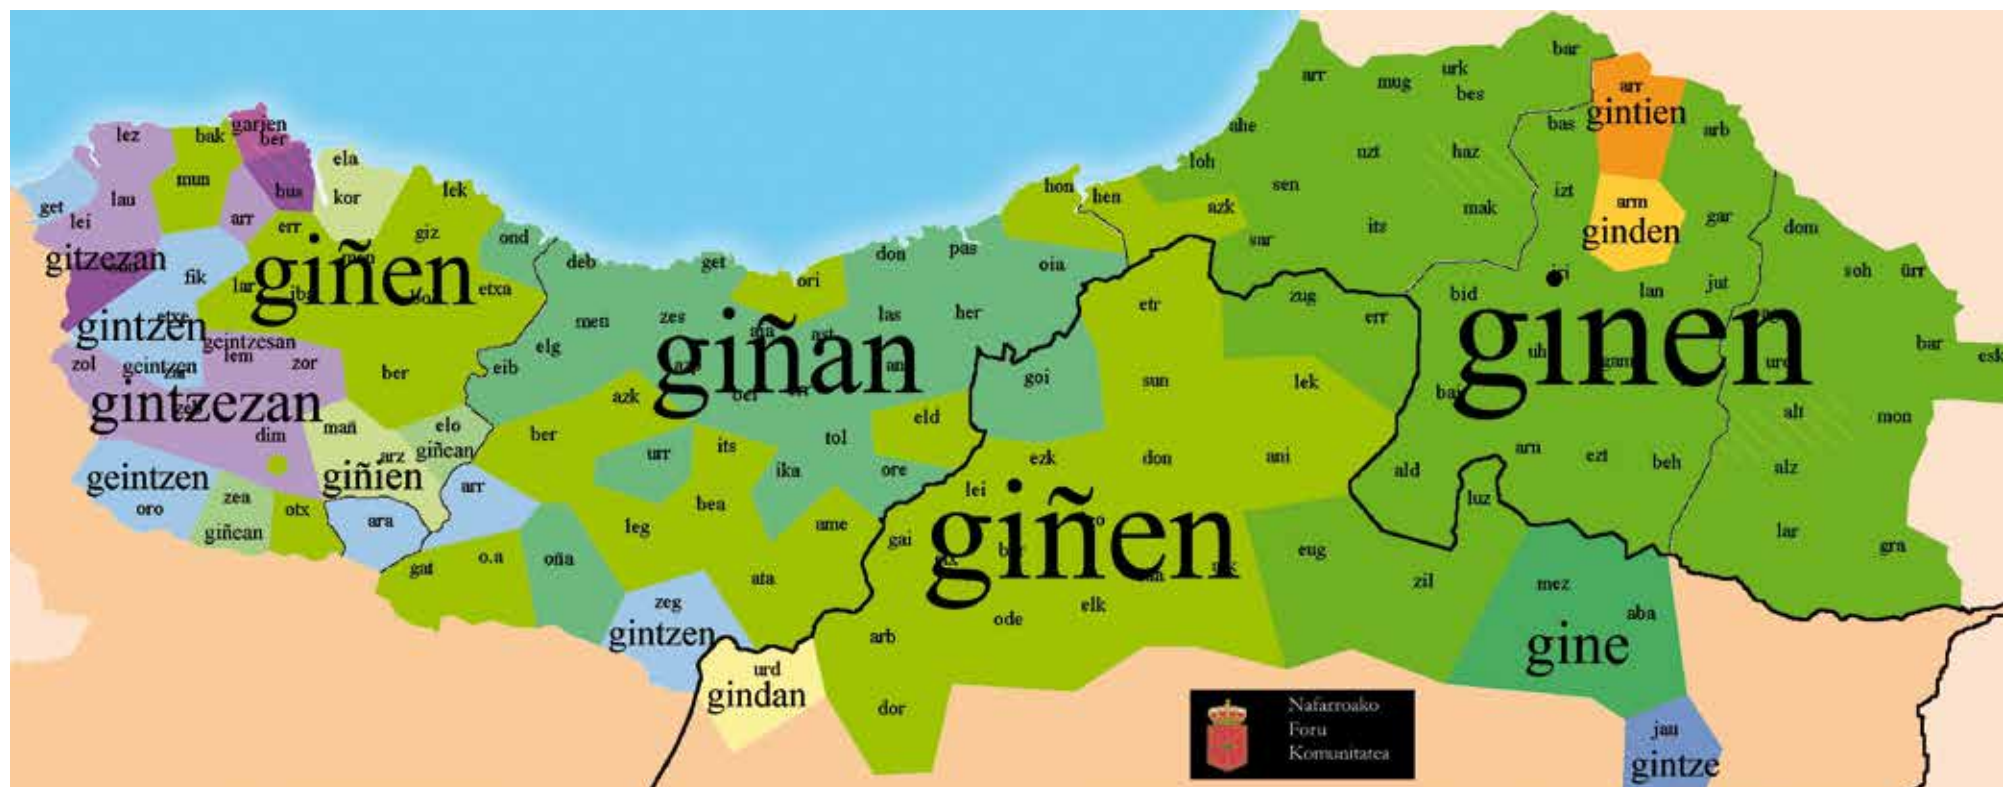 bar
arr
mug
urk
bes
arr
gintien
lez
bak
garien
ber
ahe
bas
arb
ela
loh
uzt
haz
mun
bus
kor
lek
hon
hen
sen
izt
get
lau
lei
arr
err
giz
azk
mak
arm
ginden
gar
its
sar
dom
ond
gitzezan
fik
giñen
deb
get
don
pas
oia
lar
etxa
ori
bid
lan
jut
soh
ürr
gintzen
etxe
men
zes
las
her
etr
zug
err
ginen
geintzesan
lem
zor
elg
giñan
uh
bar
esk
zol
geintzen
eib
ber
goi
sun
lek
gintzezan
azk
alt
mon
dim
mañ
elo
giñean
arz
ber
its
eld
tol
urr
ika
ore
ezk
don
ani
ald
arn
ezt
beh
alz
geintzen
giñien
arr
lei
luz
zea
oro
otx
ara
bea
leg
ame
gai
giñen
giñean
lar
gra
gat
o.a
oña
ata
eug
zil
mez
aba
zeg
gintzen
elk
ode
arb
gine
urd
gindan
dor
Nafarroako
Foru
Komunitatea
jau
gintze